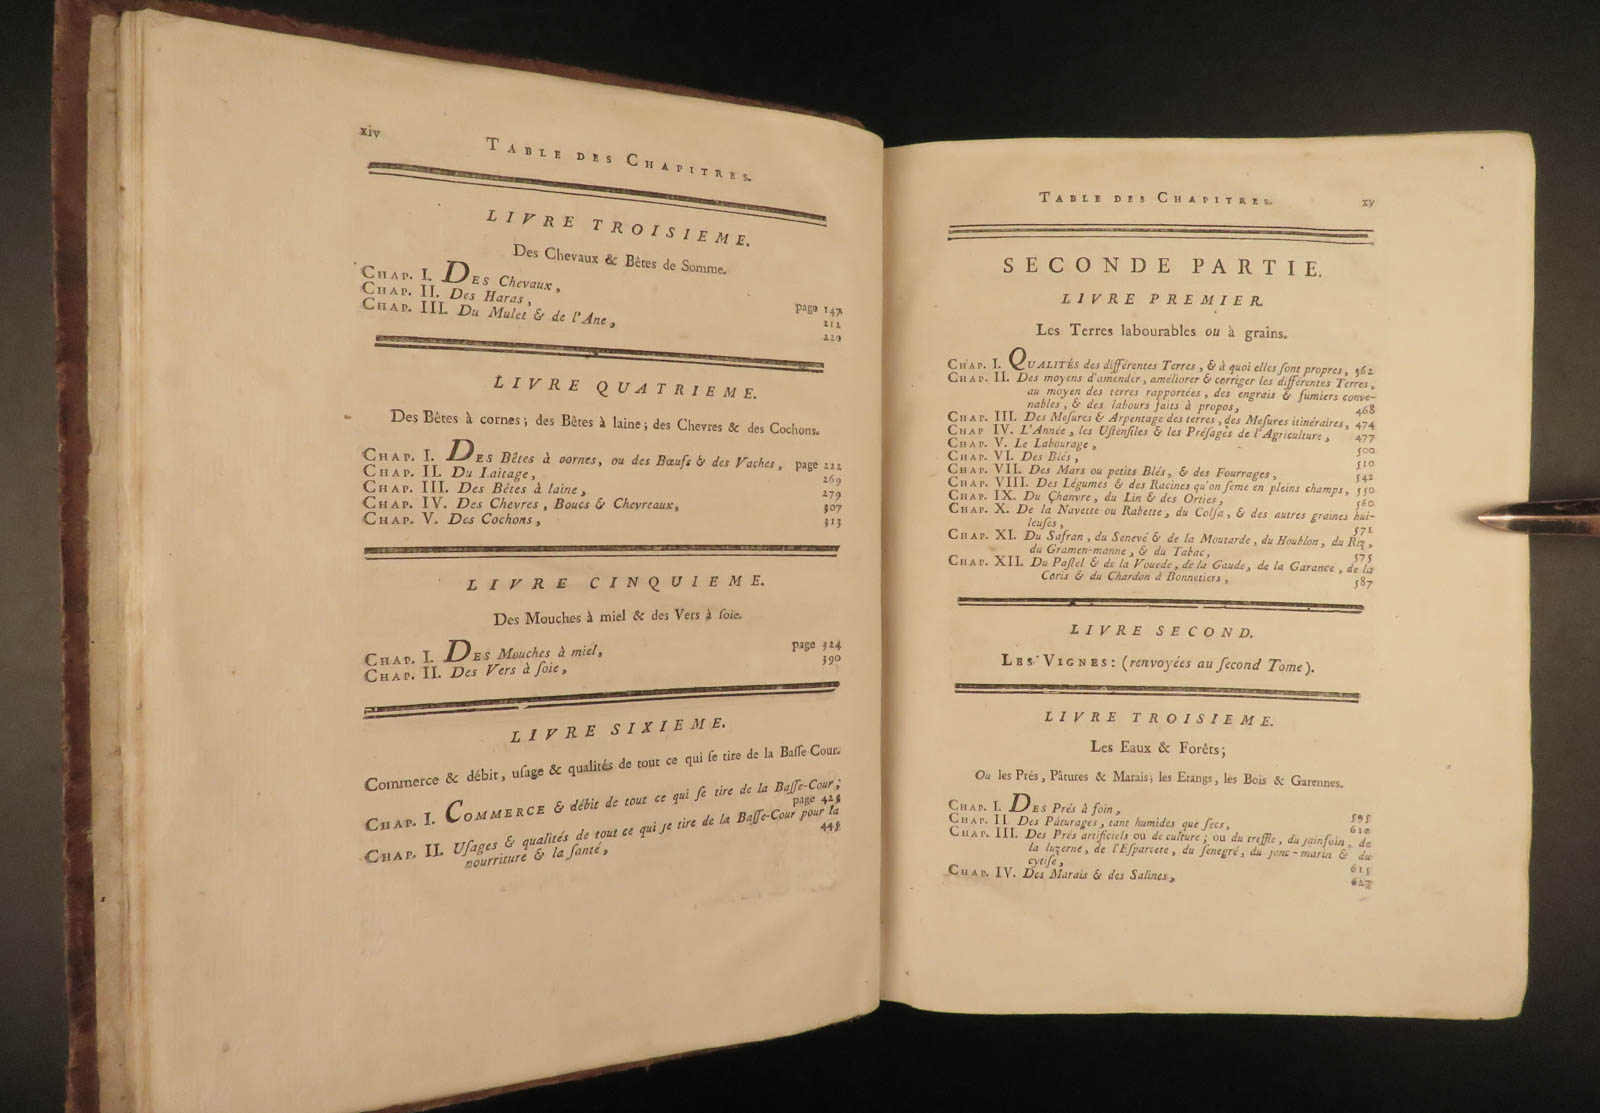 xiv
TABLE DES CHAPITRES.
LIVRE TROISIEME.
Des Chevaux & Bêtes de Somme.
CHAP. I. DES Chevaux, page 147
CHAP. II. Des Haras, 212
CHAP. III. Du Mulet & de l'Ane, 220
LIVRE QUATRIEME.
Des Bêtes à cornes; des Bêtes à laine; des Chevres & des Cochons.
CHAP. I. DES Bêtes à cornes, ou des Bœufs & des Vaches, page 222
CHAP. II. Du Laitage, 269
CHAP. III. Des Bêtes à laine, 279
CHAP. IV. Des Chevres, Boucs & Chevreaux, 307
CHAP. V. Des Cochons, 313
LIVRE CINQUIEME.
Des Mouches à miel & des Vers à ſoie.
CHAP. I. DES Mouches à miel, page 324
CHAP. II. Des Vers à ſoie, 390
LIVRE SIXIEME.
Commerce & débit, uſage & qualités de tout ce qui ſe tire de la Baſſe-Cour.
CHAP. I. COMMERCE & débit de tout ce qui ſe tire de la Baſſe-Cour;
page 421
CHAP. II. Uſages & qualités de tout ce qui ſe tire de la Baſſe-Cour pour la
nourriture & la ſanté, 445
TABLE DES CHAPITRES. xv
SECONDE PARTIE.
LIVRE PREMIER.
Les Terres labourables ou à grains.
CHAP. I. QUALITÉS des différentes Terres, & à quoi elles ſont propres, 562
CHAP. II. Des moyens d'amender, améliorer & corriger les différentes Terres,
au moyen des terres rapportées, des engrais & fumiers conve-
nables, & des labours faits à propos, 468
CHAP. III. Des Meſures & Arpentage des terres, des Meſures itinéraires, 474
CHAP IV. L'Année, les Uſtenſiles & les Préſages de l'Agriculture, 477
CHAP. V. Le Labourage, 500
CHAP. VI. Des Blés, 510
CHAP. VII. Des Mars ou petits Blés, & des Fourrages, 542
CHAP. VIII. Des Légumes & des Racines qu'on ſeme en pleins champs, 550
CHAP. IX. Du Chanvre, du Lin & des Orties, 560
CHAP. X. De la Navette ou Rabette, du Colſa, & des autres graines hui-
leuſes, 571
CHAP. XI. Du Safran, du Senevé & de la Moutarde, du Houblon, du Riz,
du Gramen-manne, & du Tabac, 575
CHAP. XII. Du Paſtel & de la Vouede, de la Gaude, de la Garance, de la
Coris & du Chardon à Bonnetiers, 587
LIVRE SECOND.
LES VIGNES: (renvoyées au ſecond Tome).
LIVRE TROISIEME.
Les Eaux & Forêts;
Ou les Prés, Pâtures & Marais; les Etangs, les Bois & Garennes.
CHAP. I. DES Prés à foin, 595
CHAP. II Des Pâturages, tant humides que ſecs, 610
CHAP. III. Des Prés artificiels ou de culture; ou du treffle, du ſainfoin, de
la luzerne, de l'Eſparcete, du ſenegré, du jonc-marin & du
cytiſe, 615
CHAP. IV. Des Marais & des Salines, 627